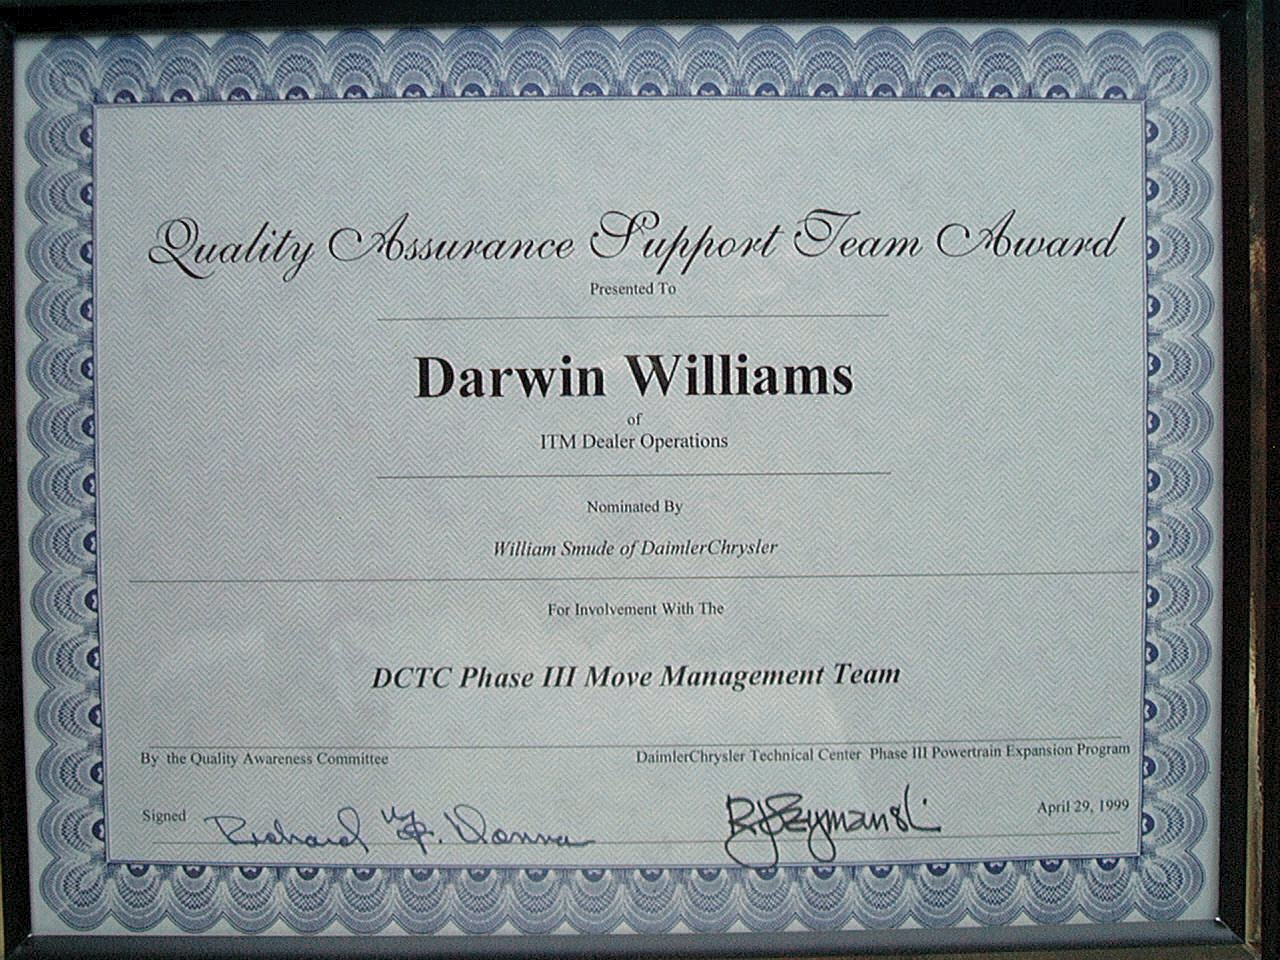 Quality Assurance Support Team Award
Presented To
Darwin Williams
of
ITM Dealer Operations
Nominated By
William Smude of DaimlerChrysler
For Involvement With The
DCTC Phase III Move Management Team
By the Quality Awareness Committee
DaimlerChrysler Technical Center Phase III Powertrain Expansion Program
Signed Richard
RJSzymanski
April 29, 1999